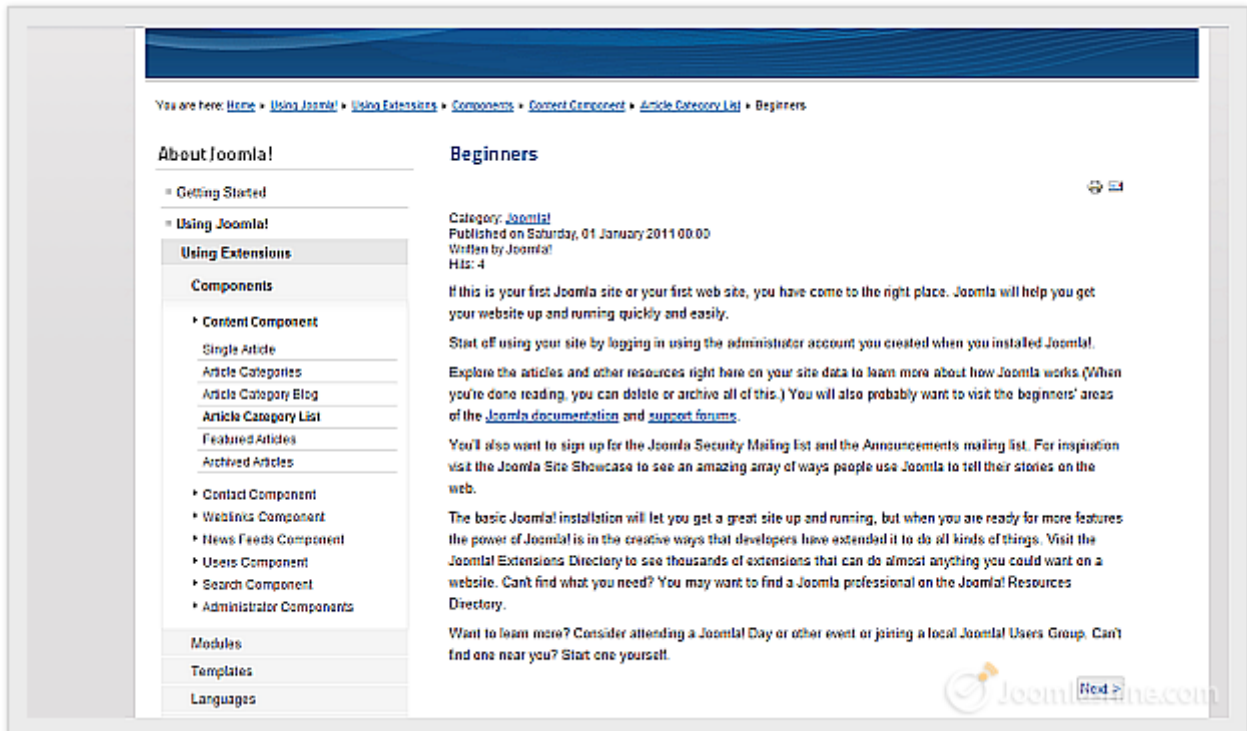 You are here: Home ▸ Using Joomla! ▸ Using Extensions ▸ Components ▸ Content Component ▸ Article Category List ▸ Beginners
About Joomla!
Getting Started
Using Joomla!
Using Extensions
Components
Content Component
Single Article
Article Categories
Article Category Blog
Article Category List
Featured Articles
Archived Articles
Contact Component
Weblinks Component
News Feeds Component
Users Component
Search Component
Administrator Components
Modules
Templates
Languages
Beginners
Category: Joomla!
Published on Saturday, 01 January 2011 00:00
Written by Joomla!
Hits: 4
If this is your first Joomla site or your first web site, you have come to the right place. Joomla will help you get
your website up and running quickly and easily.
Start off using your site by logging in using the administrator account you created when you installed Joomla!.
Explore the articles and other resources right here on your site data to learn more about how Joomla works.(When
you're done reading, you can delete or archive all of this.) You will also probably want to visit the beginners' areas
of the Joomla documentation and support forums.
You'll also want to sign up for the Joomla Security Mailing list and the Announcements mailing list. For inspiration
visit the Joomla Site Showcase to see an amazing array of ways people use Joomla to tell their stories on the
web.
The basic Joomla! installation will let you get a great site up and running, but when you are ready for more features
the power of Joomla! is in the creative ways that developers have extended it to do all kinds of things. Visit the
Joomla! Extensions Directory to see thousands of extensions that can do almost anything you could want on a
website. Can't find what you need? You may want to find a Joomla professional on the Joomla! Resources
Directory.
Want to learn more? Consider attending a Joomla! Day or other event or joining a local Joomla! Users Group. Can't
find one near you? Start one yourself.
Next >
Joomlashine.com